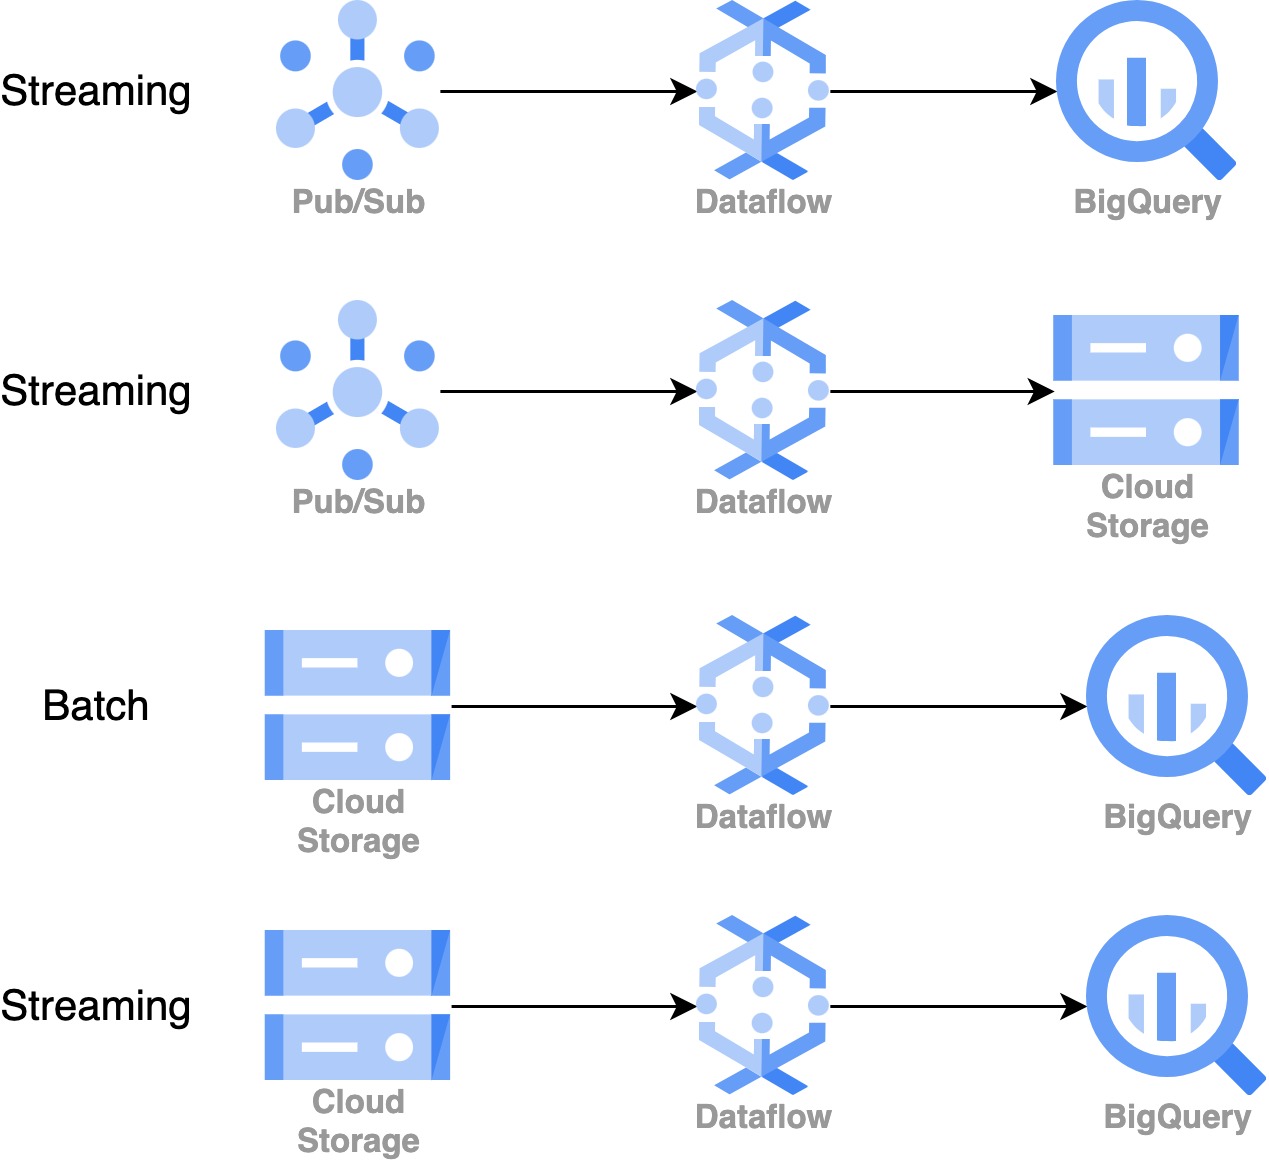 Streaming
Pub/Sub
Dataflow
BigQuery
Streaming
Pub/Sub
Dataflow
Cloud
Storage
Batch
Cloud
Storage
Dataflow
BigQuery
Streaming
Cloud
Storage
Dataflow
BigQuery